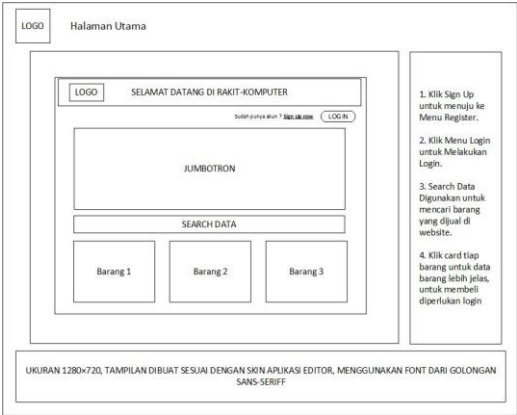 LOGO
Halaman Utama
LOGO
SELAMAT DATANG DI RAKIT-KOMPUTER
Sudah punya akun ? Sign up now
LOGIN
JUMBOTRON
SEARCH DATA
Barang 1
Barang 2
Barang 3
1. Klik Sign Up
untuk menuju ke
Menu Register.
2. Klik Menu Login
untuk Melakukan
Login.
3. Search Data
Digunakan untuk
mencari barang
yang dijual di
website.
4. Klik card tiap
barang untuk data
barang lebih jelas,
untuk membeli
diperlukan login
UKURAN 1280×720, TAMPILAN DIBUAT SESUAI DENGAN SKIN APLIKASI EDITOR, MENGGUNAKAN FONT DARI GOLONGAN
SANS-SERIFF